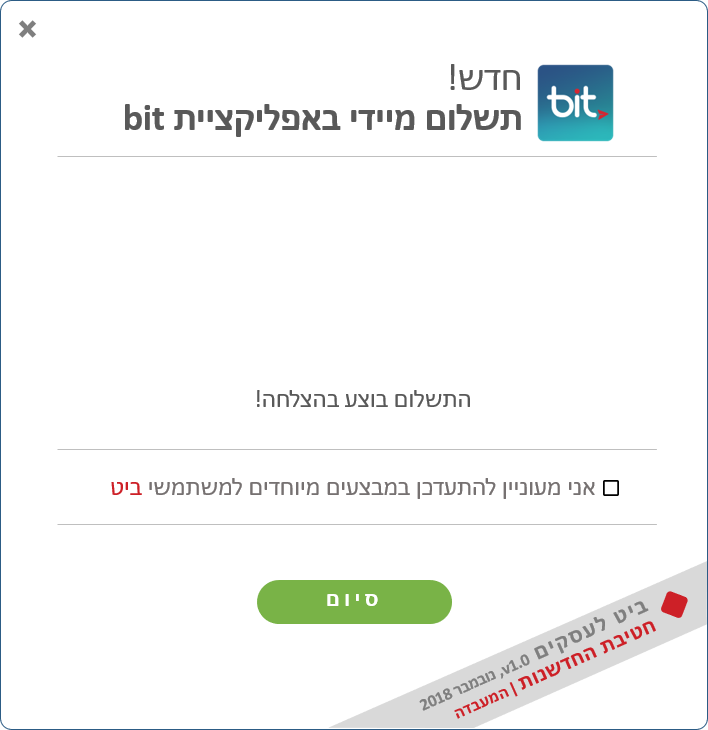 חדש!
bit
תשלום מיידי באפליקציית bit
התשלום בוצע בהצלחה!
אני מעוניין להתעדכן במבצעים מיוחדים למשתמשי ביט
סיום
ביט לעסקים v1.0, נובמבר 2018
חטיבת החדשנות | המעבדה